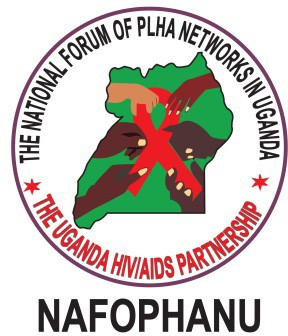 THE NATIONAL FORUM OF PLHA NETWORKS IN UGANDA
THE UGANDA HIV/AIDS PARTNERSHIP
NAFOPHANU